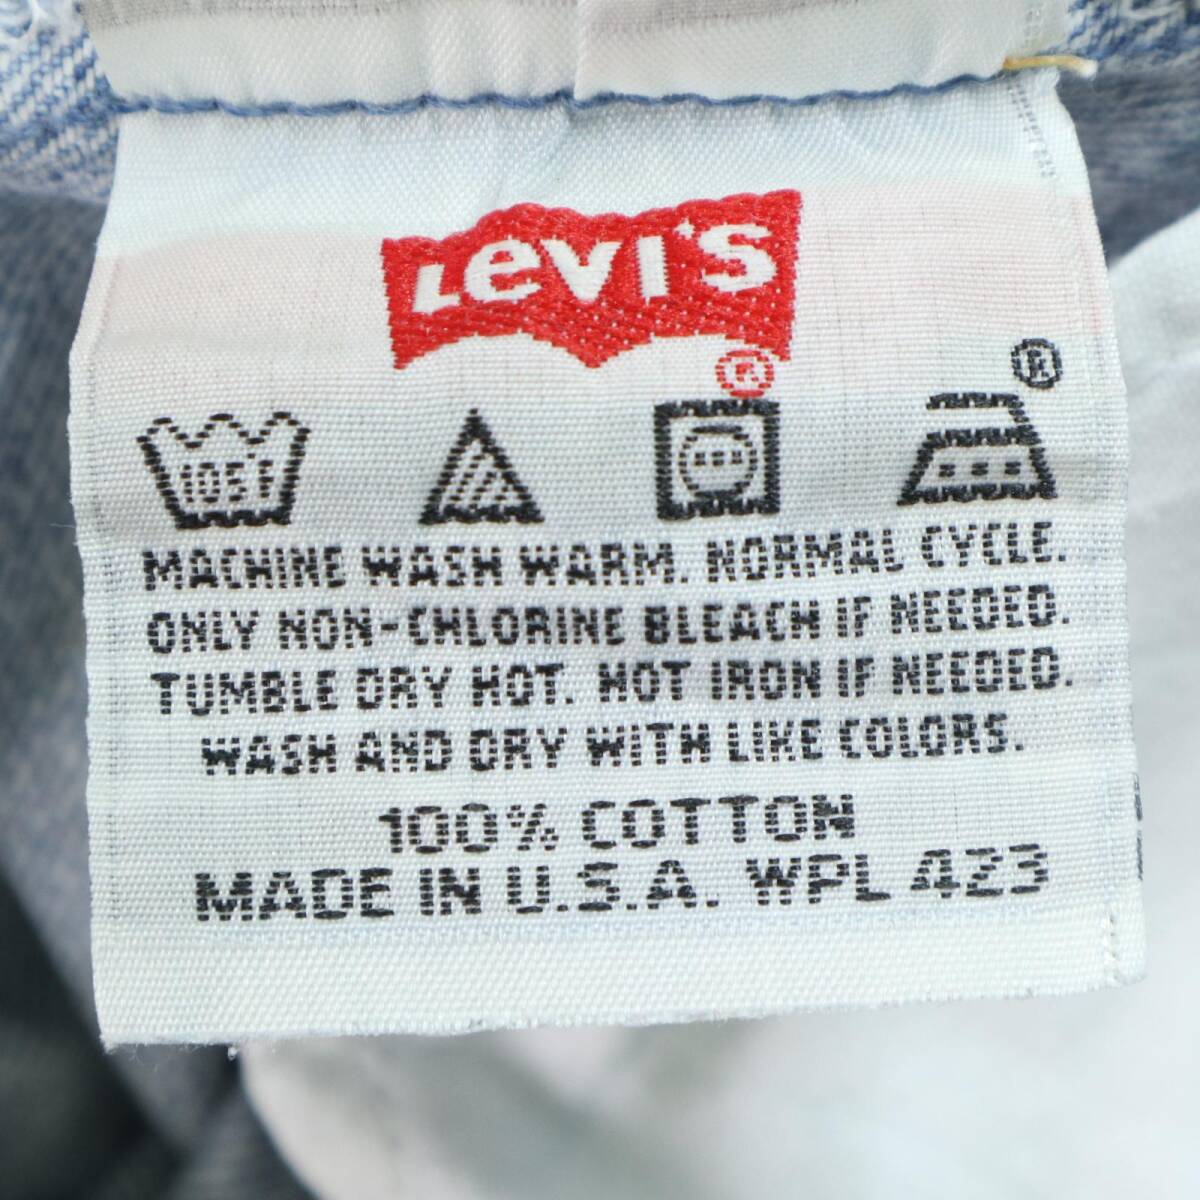 Levi's
®
®
105F
MACHINE WASH WARM. NORMAL CYCLE.
ONLY NON-CHLORINE BLEACH IF NEEDED.
TUMBLE DRY HOT. HOT IRON IF NEEDED.
WASH AND DRY WITH LIKE COLORS.
100% COTTON
MADE IN U.S.A. WPL 423